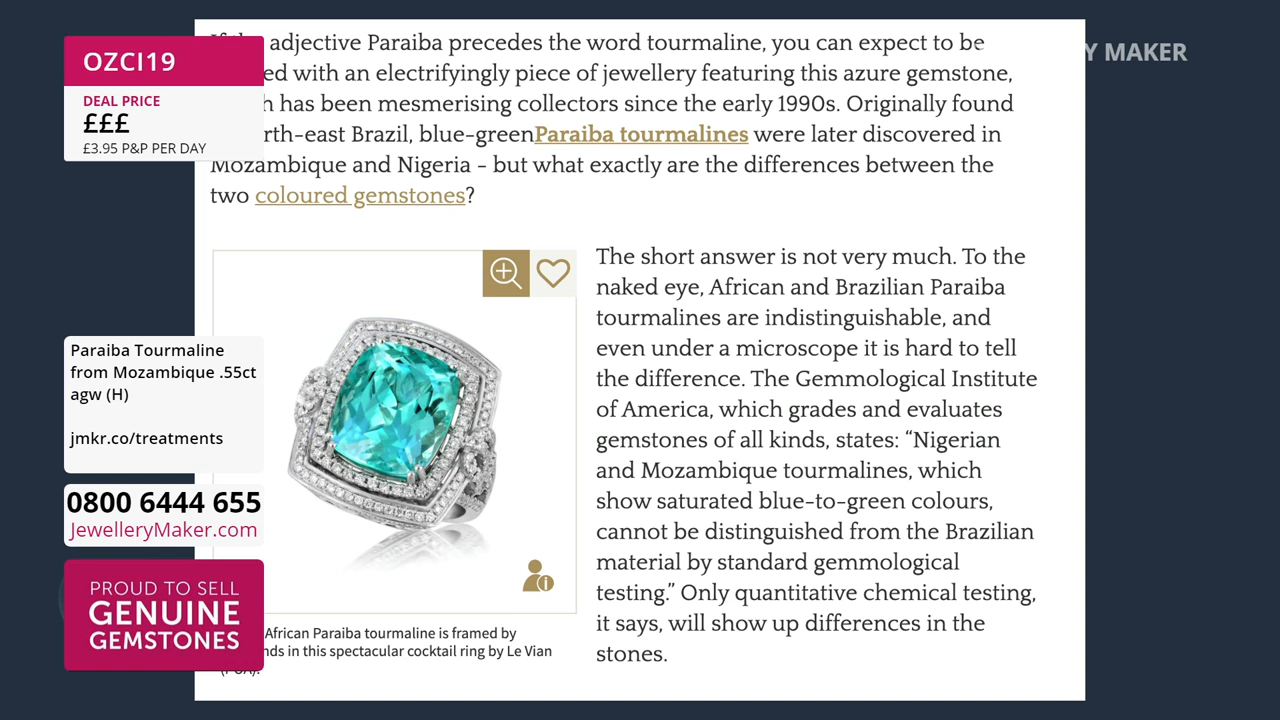 OZCI19
DEAL PRICE
£££
£3.95 P&P PER DAY
Paraiba Tourmaline
from Mozambique .55ct
agw (H)
jmkr.co/treatments
0800 6444 655
JewelleryMaker.com
PROUD TO SELL
GENUINE
GEMSTONES
Y MAKER
adjective Paraiba precedes the word tourmaline, you can expect to be
ed with an electrifyingly piece of jewellery featuring this azure gemstone,
h has been mesmerising collectors since the early 1990s. Originally found
rth-east Brazil, blue-greenParaiba tourmalines were later discovered in
Mozambique and Nigeria – but what exactly are the differences between the
two coloured gemstones?
The short answer is not very much. To the
naked eye, African and Brazilian Paraiba
tourmalines are indistinguishable, and
even under a microscope it is hard to tell
the difference. The Gemmological Institute
of America, which grades and evaluates
gemstones of all kinds, states: “Nigerian
and Mozambique tourmalines, which
show saturated blue-to-green colours,
cannot be distinguished from the Brazilian
material by standard gemmological
testing.” Only quantitative chemical testing,
it says, will show up differences in the
stones.
African Paraiba tourmaline is framed by
nds in this spectacular cocktail ring by Le Vian